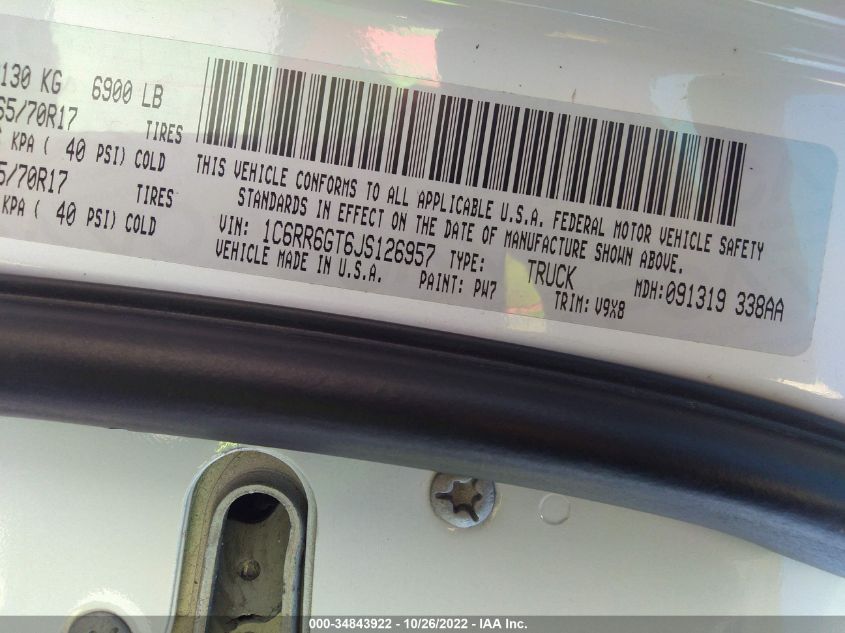 130 KG 6900 LB
5/70R17 TIRES
KPA ( 40 PSI) COLD
5/70R17 TIRES
KPA ( 40 PSI) COLD
THIS VEHICLE CONFORMS TO ALL APPLICABLE U.S.A. FEDERAL MOTOR VEHICLE SAFETY
STANDARDS IN EFFECT ON THE DATE OF MANUFACTURE SHOWN ABOVE.
VIN: 1C6RR6GT6JS126957 TYPE: TRUCK MDH:091319 338AA
VEHICLE MADE IN U.S.A. PAINT: PW7 TRIM: V9X8
000-34843922 - 10/26/2022 - IAA Inc.